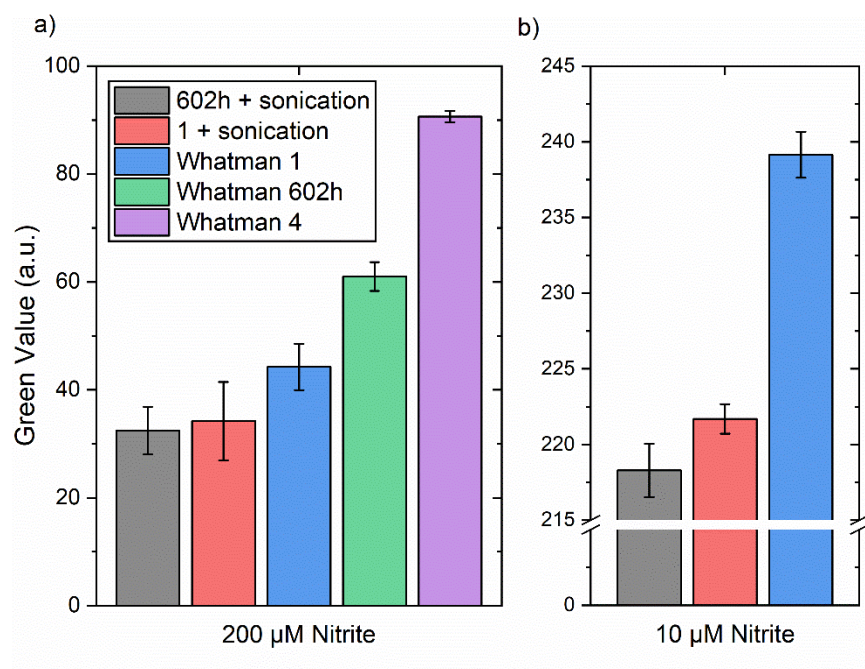 a)
Green Value (a.u.)
100
80
60
40
20
0
602h + sonication
1 + sonication
Whatman 1
Whatman 602h
Whatman 4
200 µM Nitrite
b)
245
240
235
230
225
220
215
0
10 µM Nitrite